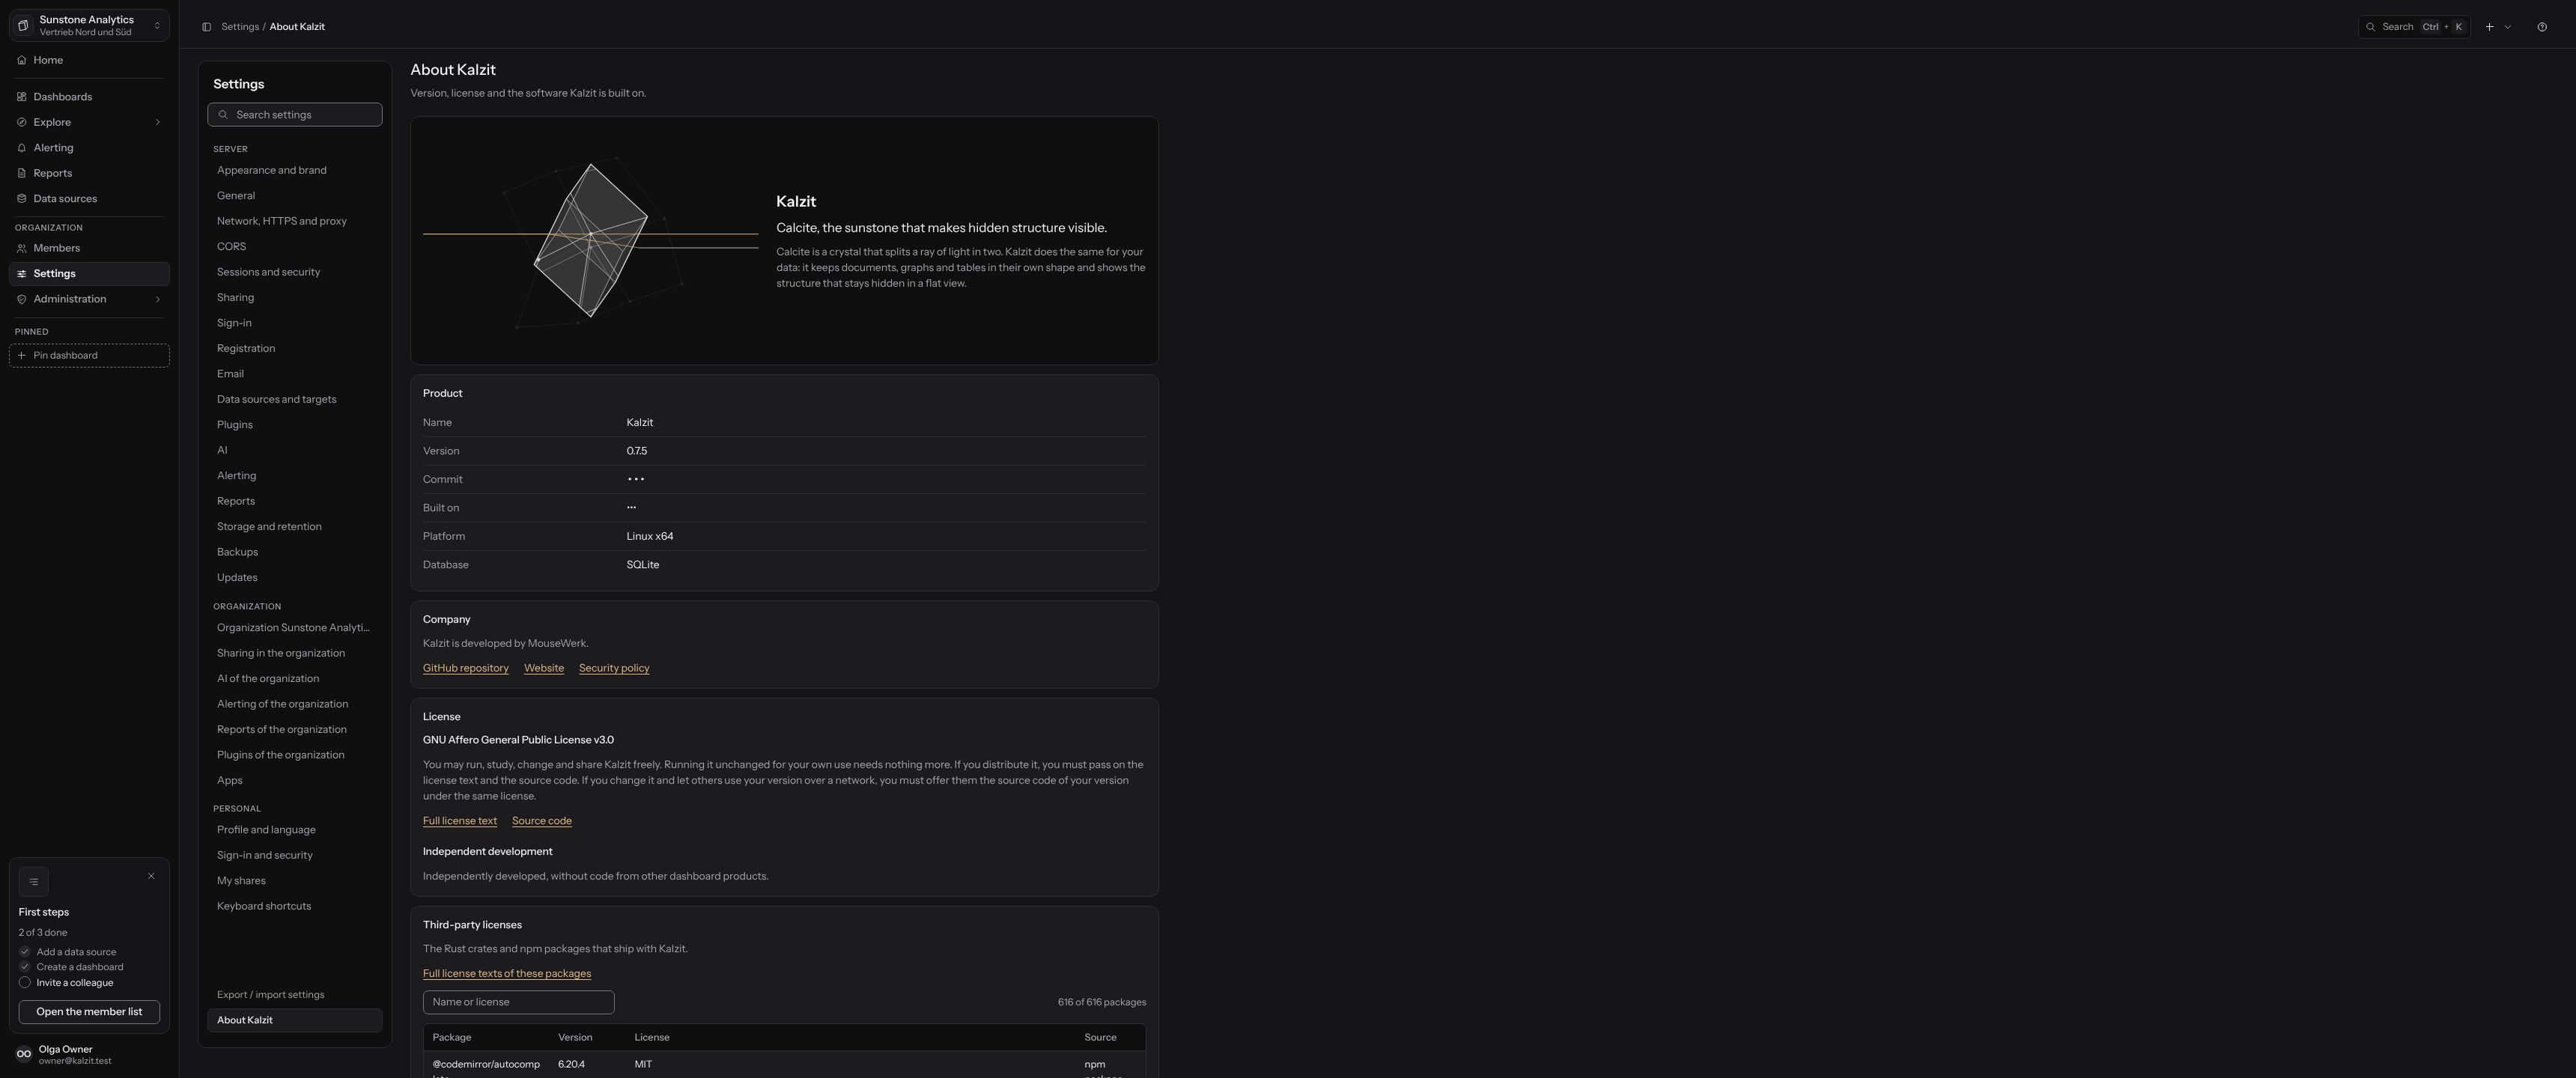 Sunstone Analytics
Vertrieb Nord und Süd
Home
Dashboards
Explore
Alerting
Reports
Data sources
ORGANIZATION
Members
Settings
Administration
PINNED
Pin dashboard
First steps
2 of 3 done
Add a data source
Create a dashboard
Invite a colleague
Open the member list
OO
Olga Owner
owner@kalzit.test
Settings / About Kalzit
Search Ctrl + K
Settings
Search settings
SERVER
Appearance and brand
General
Network, HTTPS and proxy
CORS
Sessions and security
Sharing
Sign-in
Registration
Email
Data sources and targets
Plugins
AI
Alerting
Reports
Storage and retention
Backups
Updates
ORGANIZATION
Organization Sunstone Analyti...
Sharing in the organization
AI of the organization
Alerting of the organization
Reports of the organization
Plugins of the organization
Apps
PERSONAL
Profile and language
Sign-in and security
My shares
Keyboard shortcuts
Export / import settings
About Kalzit
About Kalzit
Version, license and the software Kalzit is built on.
Kalzit
Calcite, the sunstone that makes hidden structure visible.
Calcite is a crystal that splits a ray of light in two. Kalzit does the same for your
data: it keeps documents, graphs and tables in their own shape and shows the
structure that stays hidden in a flat view.
Product
Name Kalzit
Version 0.7.5
Commit •••
Built on •••
Platform Linux x64
Database SQLite
Company
Kalzit is developed by MouseWerk.
GitHub repository Website Security policy
License
GNU Affero General Public License v3.0
You may run, study, change and share Kalzit freely. Running it unchanged for your own use needs nothing more. If you distribute it, you must pass on the
license text and the source code. If you change it and let others use your version over a network, you must offer them the source code of your version
under the same license.
Full license text Source code
Independent development
Independently developed, without code from other dashboard products.
Third-party licenses
The Rust crates and npm packages that ship with Kalzit.
Full license texts of these packages
Name or license 616 of 616 packages
Package Version License Source
@codemirror/autocomp 6.20.4 MIT npm